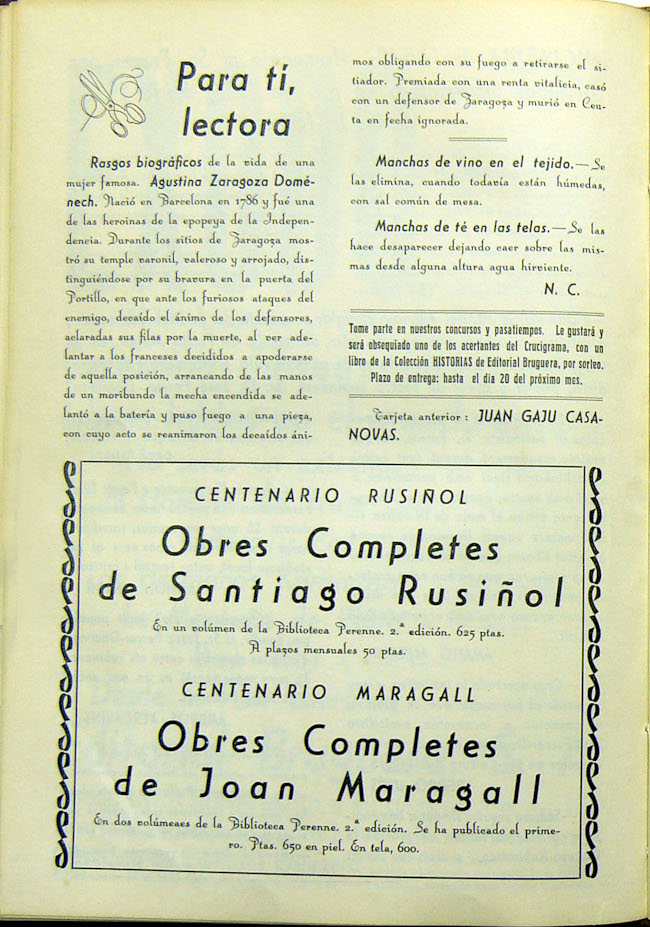 Para tí,
lectora
Rasgos biográficos de la vida de una
mujer famosa. Agustina Zaragoza Domé-
nech. Nació en Barcelona en 1786 y fué una
de las heroinas de la epopeya de la Indepen-
dencia. Durante los sitios de Zaragoza mos-
tró su temple varonil, valeroso y arrojado, dis-
tinguiéndose por su bravura en la puerta del
Portillo, en que ante los furiosos ataques del
enemigo, decaído el ánimo de los defensores,
aclaradas sus filas por la muerte, al ver ade-
lantar a los franceses decididos a apoderarse
de aquella posición, arrancando de las manos
de un moribundo la mecha encendida se ade-
lantó a la batería y puso fuego a una pieza,
con cuyo acto se reanimaron los decaídos áni-
mos obligando con su fuego a retirarse el si-
tiador. Premiada con una renta vitalicia, casó
con un defensor de Zaragoza y murió en Ceu-
ta en fecha ignorada.
Manchas de vino en el tejido.—Se
las elimina, cuando todavía están húmedas,
con sal común de mesa.
Manchas de té en las telas.—Se las
hace desaparecer dejando caer sobre las mis-
mas desde alguna altura agua hirviente.
N. C.
Tome parte en nuestros concursos y pasatiempos. Le gustará y
será obsequiado uno de los acertantes del Crucigrama, con un
libro de la Colección HISTORIAS de Editorial Bruguera, por sorteo.
Plazo de entrega: hasta el día 20 del próximo mes.
Tarjeta anterior: JUAN GAJU CASA-
NOVAS.
CENTENARIO RUSIÑOL
Obres Completes
de Santiago Rusiñol
En un volúmen de la Biblioteca Perenne. 2.ª edición. 625 ptas.
A plazos mensuales 50 ptas.
CENTENARIO MARAGALL
Obres Completes
de Joan Maragall
En dos volúmeaes de la Biblioteca Perenne. 2.ª edición. Se ha publicado el prime-
ro. Ptas. 650 en piel. En tela, 600.